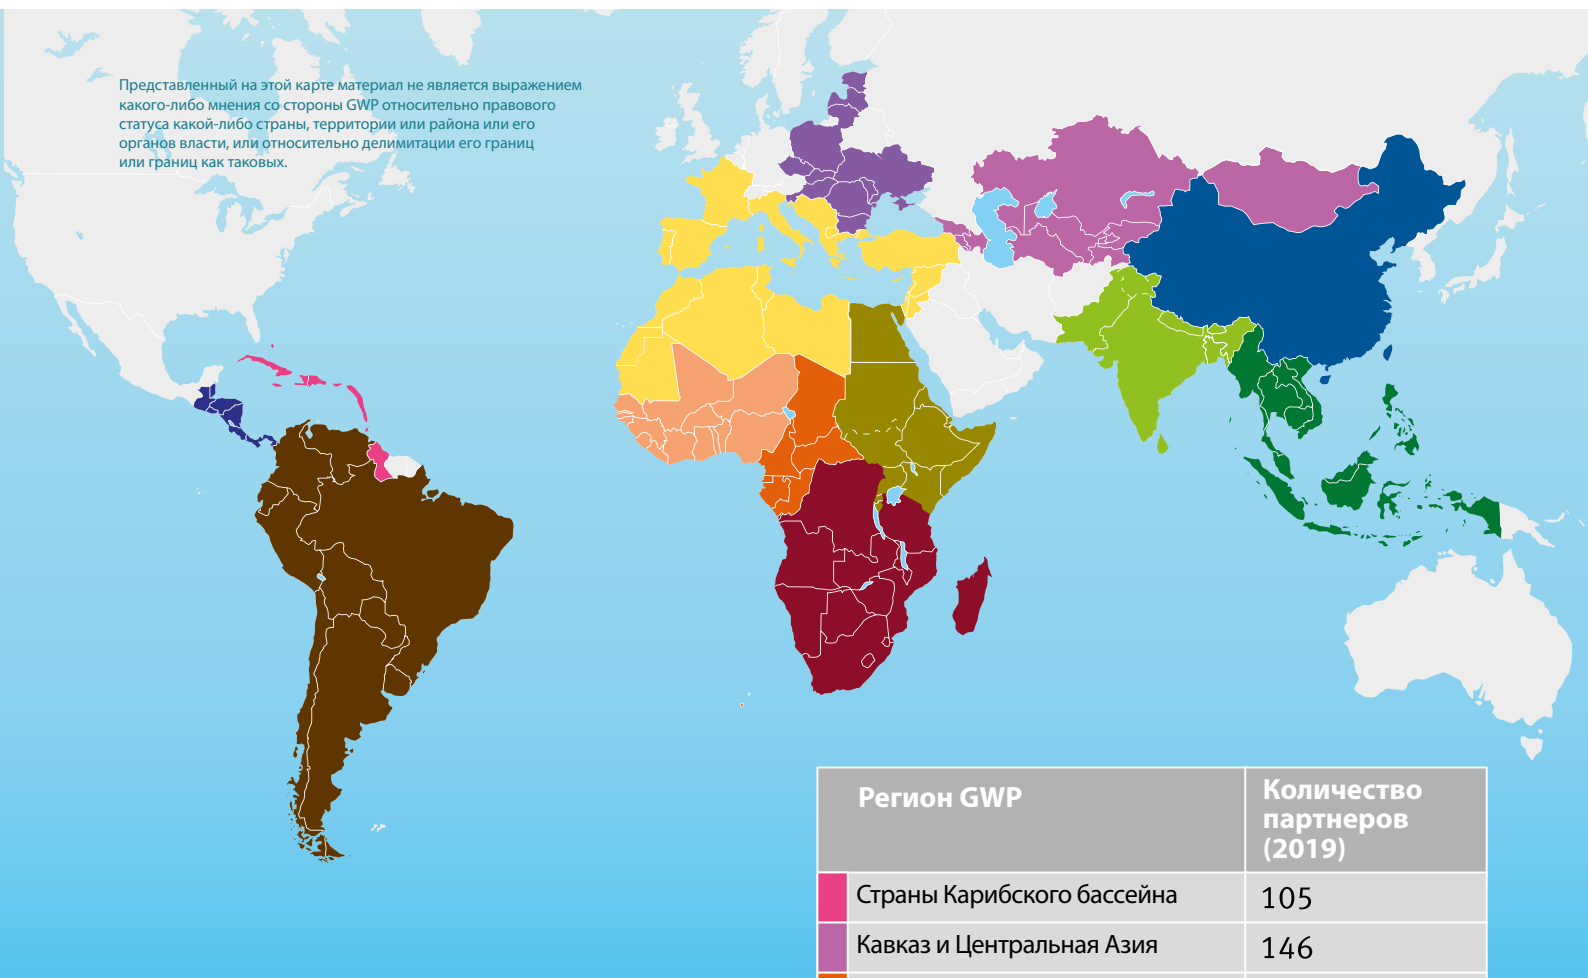 Представленный на этой карте материал не является выражением
какого-либо мнения со стороны GWP относительно правового
статуса какой-либо страны, территории или района или его
органов власти, или относительно делимитации его границ
или границ как таковых.
Регион GWP
Количество
партнеров
(2019)
Страны Карибского бассейна
105
Кавказ и Центральная Азия
146